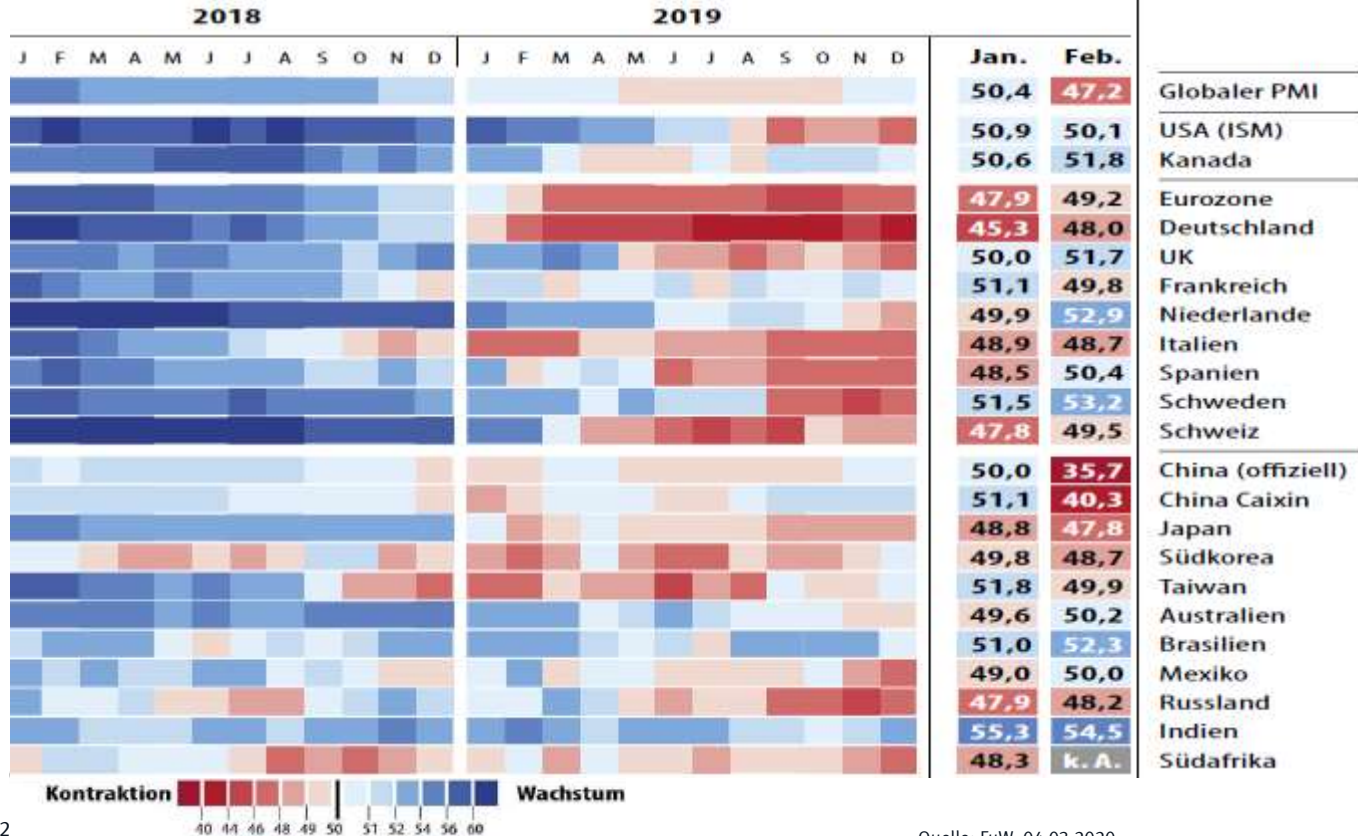 2018 2019
J F M A M J J A S O N D J F M A M J J A S O N D Jan. Feb.
50,4 47,2 Globaler PMI
50,9 50,1 USA (ISM)
50,6 51,8 Kanada
47,9 49,2 Eurozone
45,3 48,0 Deutschland
50,0 51,7 UK
51,1 49,8 Frankreich
49,9 52,9 Niederlande
48,9 48,7 Italien
48,5 50,4 Spanien
51,5 53,2 Schweden
47,8 49,5 Schweiz
50,0 35,7 China (offiziell)
51,1 40,3 China Caixin
48,8 47,8 Japan
49,8 48,7 Südkorea
51,8 49,9 Taiwan
49,6 50,2 Australien
51,0 52,3 Brasilien
49,0 50,0 Mexiko
47,9 48,2 Russland
55,3 54,5 Indien
48,3 k. A. Südafrika
Kontraktion Wachstum
40 44 46 48 49 50 51 52 54 56 60
2
Quelle: FuW, 04.03.2020